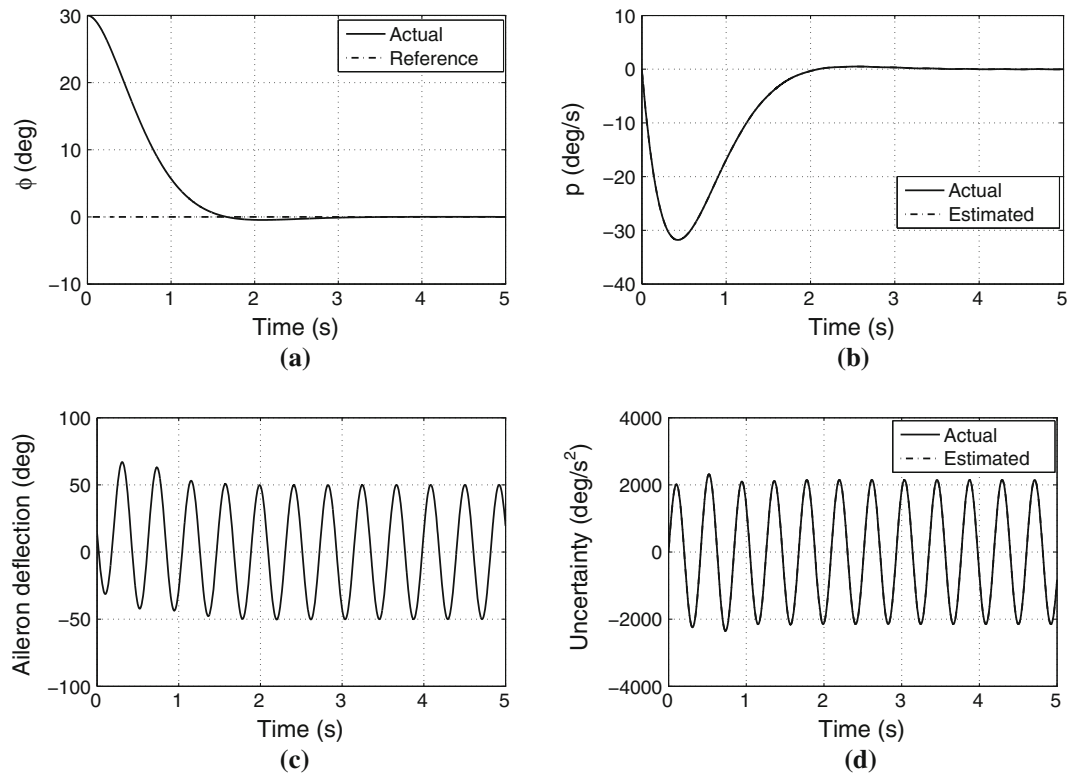 30
20
10
0
−10
ϕ (deg)
Actual
Reference
0 1 2 3 4 5
Time (s)
(a)
10
0
−10
−20
−30
−40
p (deg/s)
Actual
Estimated
0 1 2 3 4 5
Time (s)
(b)
100
50
0
−50
−100
Aileron deflection (deg)
0 1 2 3 4 5
Time (s)
(c)
4000
2000
0
−2000
−4000
Uncertainty (deg/s²)
Actual
Estimated
0 1 2 3 4 5
Time (s)
(d)